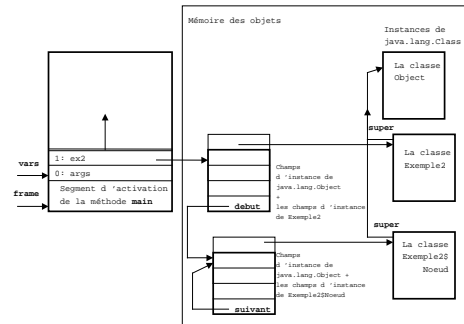 Mémoire des objets
Instances de
java.lang.Class
La classe
Object
super
1: ex2
vars
0: args
frame
Segment d 'activation
de la méthode main
La classe
Exemple2
Champs
d 'instance de
java.lang.Object
+
les champs d 'instance
de Exemple2
debut
super
La classe
Exemple2$
Noeud
Champs
d 'instance de
java.lang.Object +
les champs d 'instance
de Exemple2$Noeud
suivant